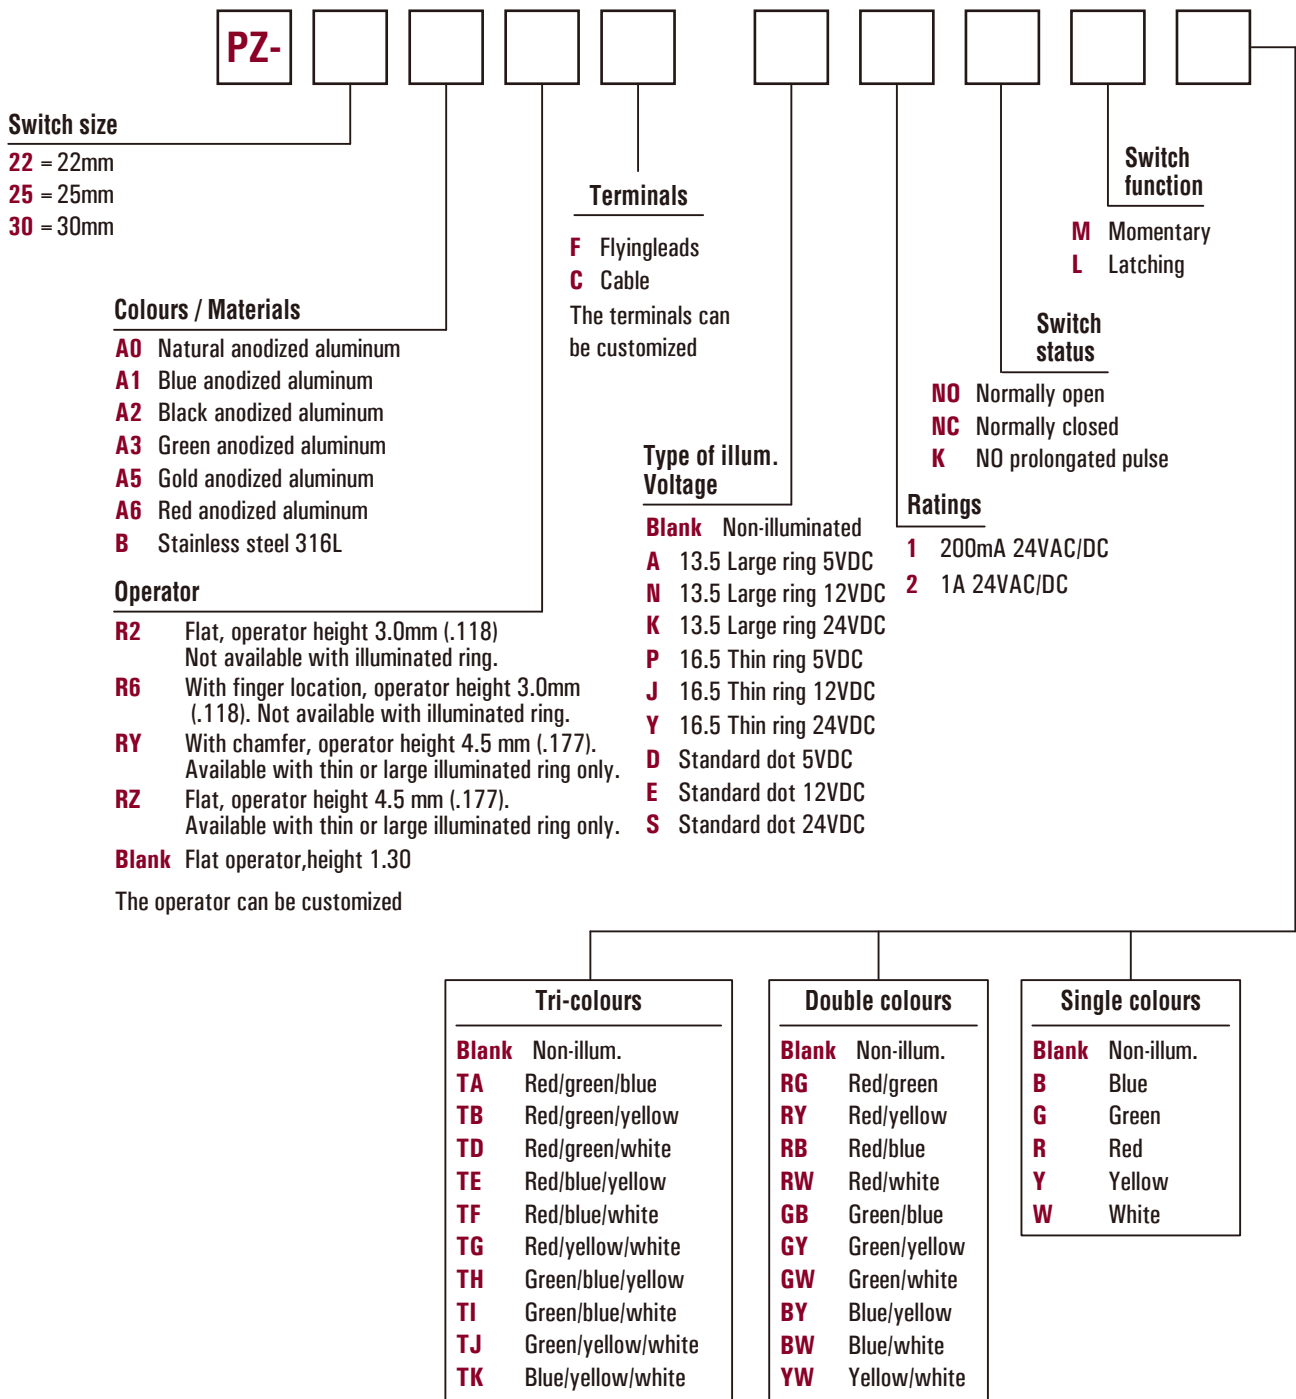 PZ-
Switch size
22 = 22mm
25 = 25mm
30 = 30mm
Colours / Materials
A0 Natural anodized aluminum
A1 Blue anodized aluminum
A2 Black anodized aluminum
A3 Green anodized aluminum
A5 Gold anodized aluminum
A6 Red anodized aluminum
B Stainless steel 316L
Operator
R2 Flat, operator height 3.0mm (.118)
Not available with illuminated ring.
R6 With finger location, operator height 3.0mm
(.118). Not available with illuminated ring.
RY With chamfer, operator height 4.5 mm (.177).
Available with thin or large illuminated ring only.
RZ Flat, operator height 4.5 mm (.177).
Available with thin or large illuminated ring only.
Blank Flat operator,height 1.30
The operator can be customized
Terminals
F Flyingleads
C Cable
The terminals can
be customized
Type of illum.
Voltage
Blank Non-illuminated
A 13.5 Large ring 5VDC
N 13.5 Large ring 12VDC
K 13.5 Large ring 24VDC
P 16.5 Thin ring 5VDC
J 16.5 Thin ring 12VDC
Y 16.5 Thin ring 24VDC
D Standard dot 5VDC
E Standard dot 12VDC
S Standard dot 24VDC
Ratings
1 200mA 24VAC/DC
2 1A 24VAC/DC
Switch
status
NO Normally open
NC Normally closed
K NO prolongated pulse
Switch
function
M Momentary
L Latching
Tri-colours
Blank Non-illum.
TA Red/green/blue
TB Red/green/yellow
TD Red/green/white
TE Red/blue/yellow
TF Red/blue/white
TG Red/yellow/white
TH Green/blue/yellow
TI Green/blue/white
TJ Green/yellow/white
TK Blue/yellow/white
Double colours
Blank Non-illum.
RG Red/green
RY Red/yellow
RB Red/blue
RW Red/white
GB Green/blue
GY Green/yellow
GW Green/white
BY Blue/yellow
BW Blue/white
YW Yellow/white
Single colours
Blank Non-illum.
B Blue
G Green
R Red
Y Yellow
W White